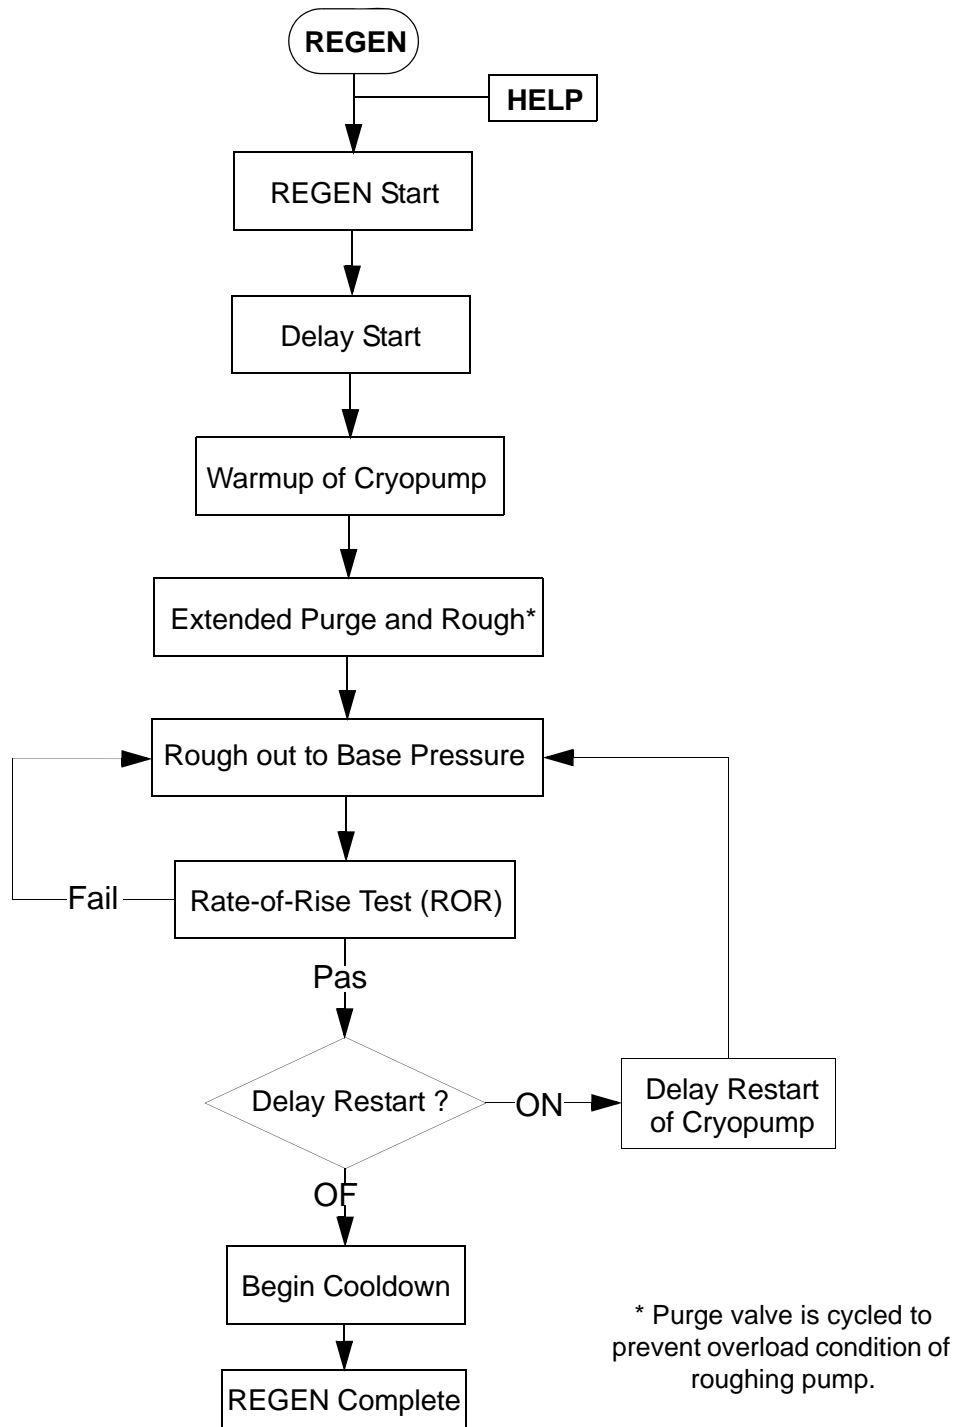 REGEN
HELP
REGEN Start
Delay Start
Warmup of Cryopump
Extended Purge and Rough*
Rough out to Base Pressure
Fail
Rate-of-Rise Test (ROR)
Pas
Delay Restart ?
ON
Delay Restart
of Cryopump
OF
Begin Cooldown
* Purge valve is cycled to
prevent overload condition of
roughing pump.
REGEN Complete